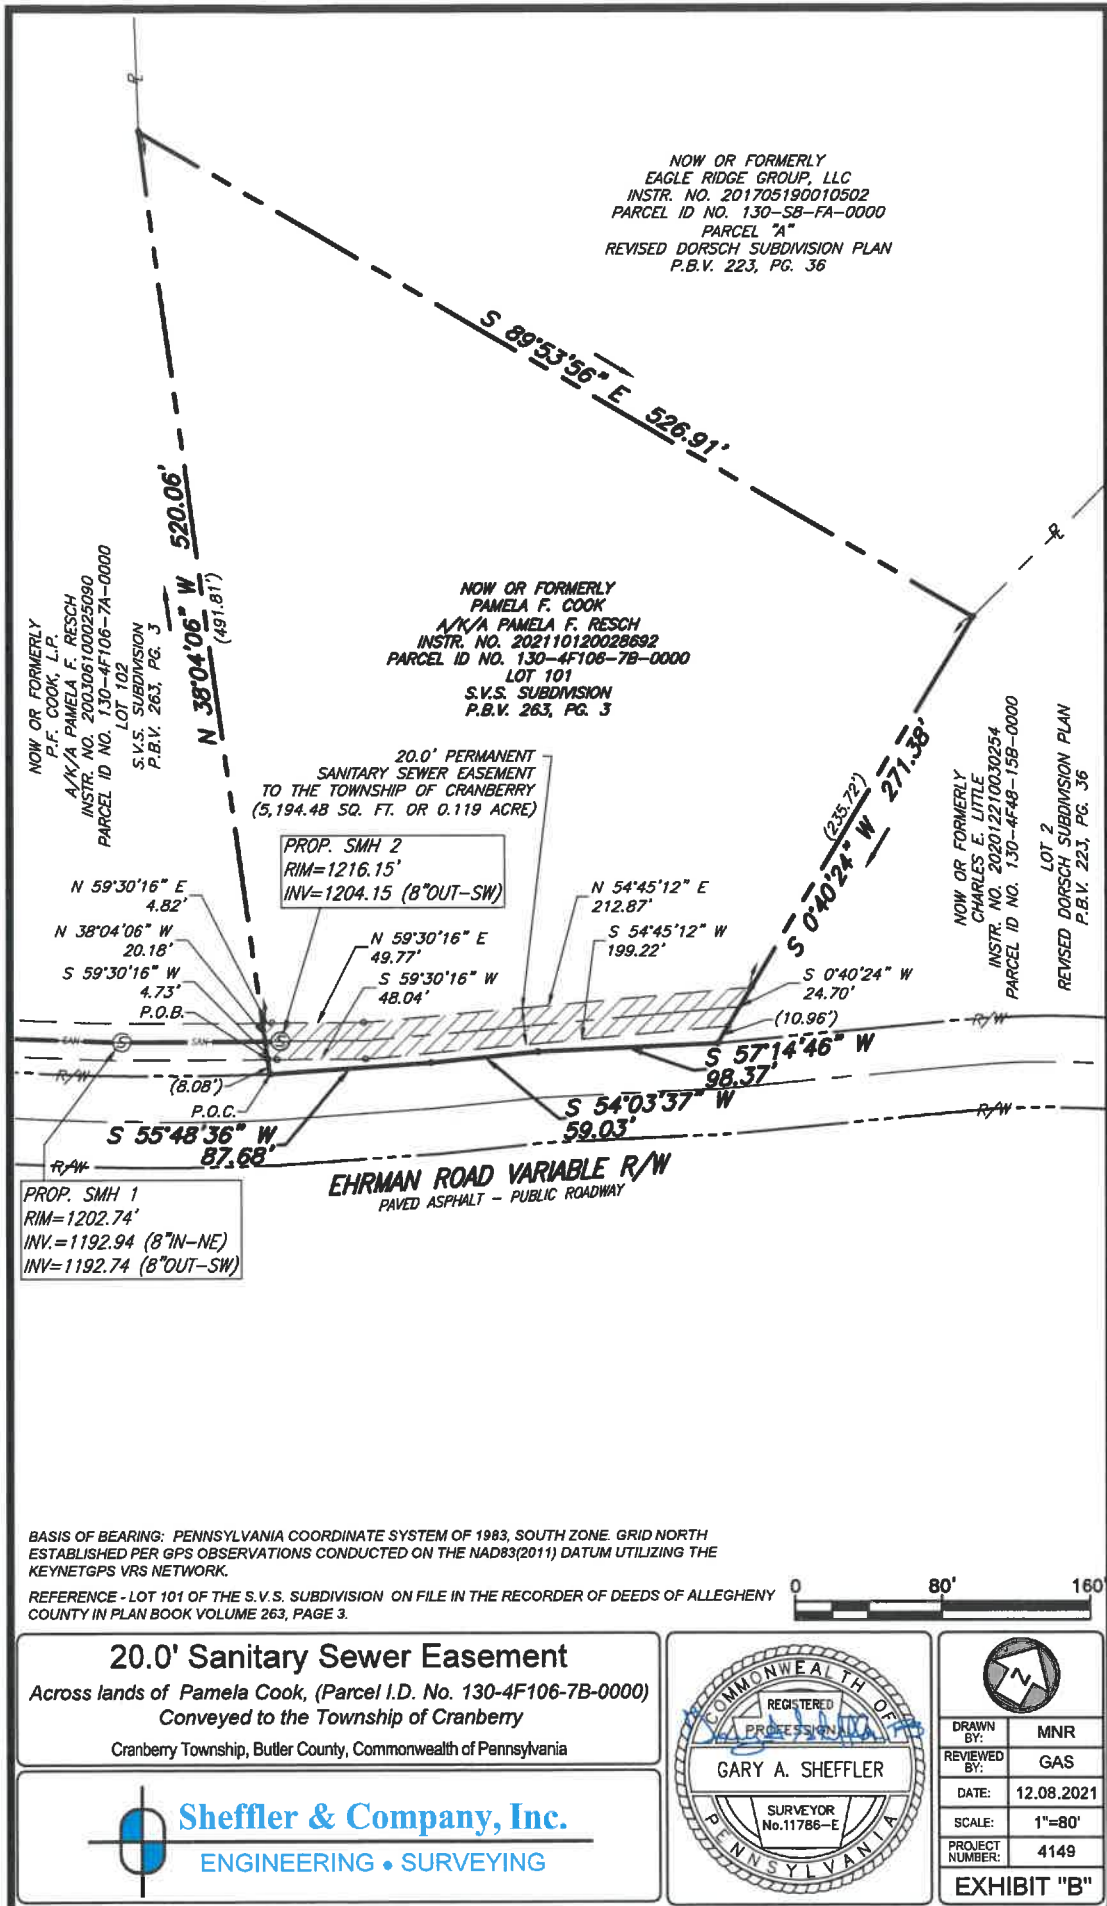 PL
NOW OR FORMERLY
EAGLE RIDGE GROUP, LLC
INSTR. NO. 201705190010502
PARCEL ID NO. 130-SB-FA-0000
PARCEL "A"
REVISED DORSCH SUBDIVISION PLAN
P.B.V. 223, PG. 36
S 89°53'56" E 526.91'
PL
N 38°04'06" W 520.06'
(491.81')
NOW OR FORMERLY
P.F. COOK, L.P.
A/K/A PAMELA F. RESCH
INSTR. NO. 200306100025090
PARCEL ID NO. 130-4F106-7A-0000
LOT 102
S.V.S. SUBDIVISION
P.B.V. 263, PG. 3
NOW OR FORMERLY
PAMELA F. COOK
A/K/A PAMELA F. RESCH
INSTR. NO. 202110120028692
PARCEL ID NO. 130-4F106-7B-0000
LOT 101
S.V.S. SUBDIVISION
P.B.V. 263, PG. 3
(235.72')
S 0°40'24" W 271.38'
NOW OR FORMERLY
CHARLES E. LITTLE
INSTR. NO. 202012210030254
PARCEL ID NO. 130-4F48-15B-0000
LOT 2
REVISED DORSCH SUBDIVISION PLAN
P.B.V. 223, PG. 36
20.0' PERMANENT
SANITARY SEWER EASEMENT
TO THE TOWNSHIP OF CRANBERRY
(5,194.48 SQ. FT. OR 0.119 ACRE)
PROP. SMH 2
RIM=1216.15'
INV=1204.15 (8"OUT-SW)
N 59°30'16" E
4.82'
N 38°04'06" W
20.18'
S 59°30'16" W
4.73'
P.O.B.
N 59°30'16" E
49.77'
S 59°30'16" W
48.04'
N 54°45'12" E
212.87'
S 54°45'12" W
199.22'
S 0°40'24" W
24.70'
(10.96')
SAN
S
SAN
S
R/W
R/W
(8.08')
P.O.C.
S 57°14'46" W
98.37'
S 54°03'37" W
59.03'
S 55°48'36" W
87.68'
R/W
R/W
EHRMAN ROAD VARIABLE R/W
PAVED ASPHALT - PUBLIC ROADWAY
PROP. SMH 1
RIM=1202.74'
INV.=1192.94 (8"IN-NE)
INV=1192.74 (8"OUT-SW)
BASIS OF BEARING: PENNSYLVANIA COORDINATE SYSTEM OF 1983, SOUTH ZONE. GRID NORTH
ESTABLISHED PER GPS OBSERVATIONS CONDUCTED ON THE NAD83(2011) DATUM UTILIZING THE
KEYNETGPS VRS NETWORK.
REFERENCE - LOT 101 OF THE S.V.S. SUBDIVISION ON FILE IN THE RECORDER OF DEEDS OF ALLEGHENY
COUNTY IN PLAN BOOK VOLUME 263, PAGE 3.
0 80' 160'
20.0' Sanitary Sewer Easement
Across lands of Pamela Cook, (Parcel I.D. No. 130-4F106-7B-0000)
Conveyed to the Township of Cranberry
Cranberry Township, Butler County, Commonwealth of Pennsylvania
Sheffler & Company, Inc.
ENGINEERING • SURVEYING
COMMONWEALTH OF
REGISTERED
PROFESSIONAL
GARY A. SHEFFLER
SURVEYOR
No.11786-E
PENNSYLVANIA
N
DRAWN BY: MNR
REVIEWED BY: GAS
DATE: 12.08.2021
SCALE: 1"=80'
PROJECT NUMBER: 4149
EXHIBIT "B"